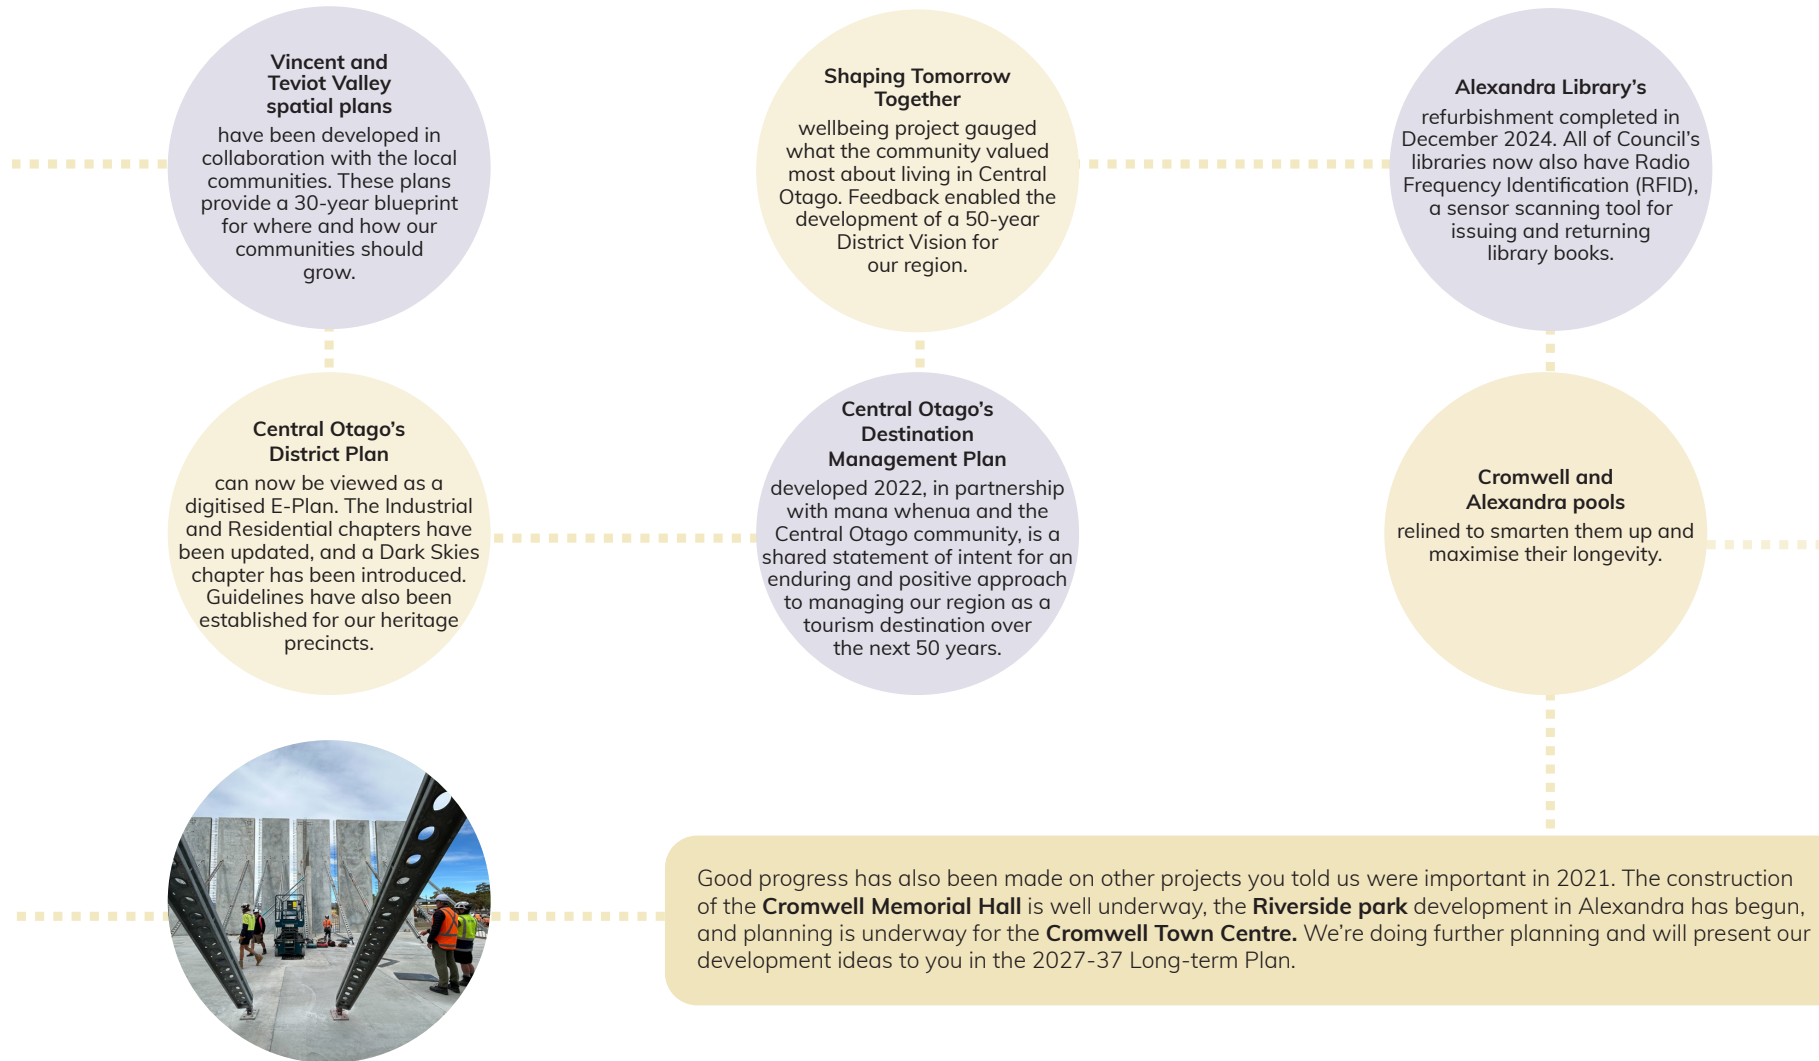 Vincent and
Teviot Valley
spatial plans
have been developed in
collaboration with the local
communities. These plans
provide a 30-year blueprint
for where and how our
communities should
grow.
Central Otago’s
District Plan
can now be viewed as a
digitised E-Plan. The Industrial
and Residential chapters have
been updated, and a Dark Skies
chapter has been introduced.
Guidelines have also been
established for our heritage
precincts.
Central Otago’s
Destination
Management Plan
developed 2022, in partnership
with mana whenua and the
Central Otago community, is a
shared statement of intent for an
enduring and positive approach
to managing our region as a
tourism destination over
the next 50 years.
Shaping Tomorrow
Together
wellbeing project gauged
what the community valued
most about living in Central
Otago. Feedback enabled the
development of a 50-year
District Vision for
our region.
Alexandra Library’s
refurbishment completed in
December 2024. All of Council’s
libraries now also have Radio
Frequency Identification (RFID),
a sensor scanning tool for
issuing and returning
library books.
Cromwell and
Alexandra pools
relined to smarten them up and
maximise their longevity.
Good progress has also been made on other projects you told us were important in 2021. The construction
of the Cromwell Memorial Hall is well underway, the Riverside park development in Alexandra has begun,
and planning is underway for the Cromwell Town Centre. We’re doing further planning and will present our
development ideas to you in the 2027-37 Long-term Plan.